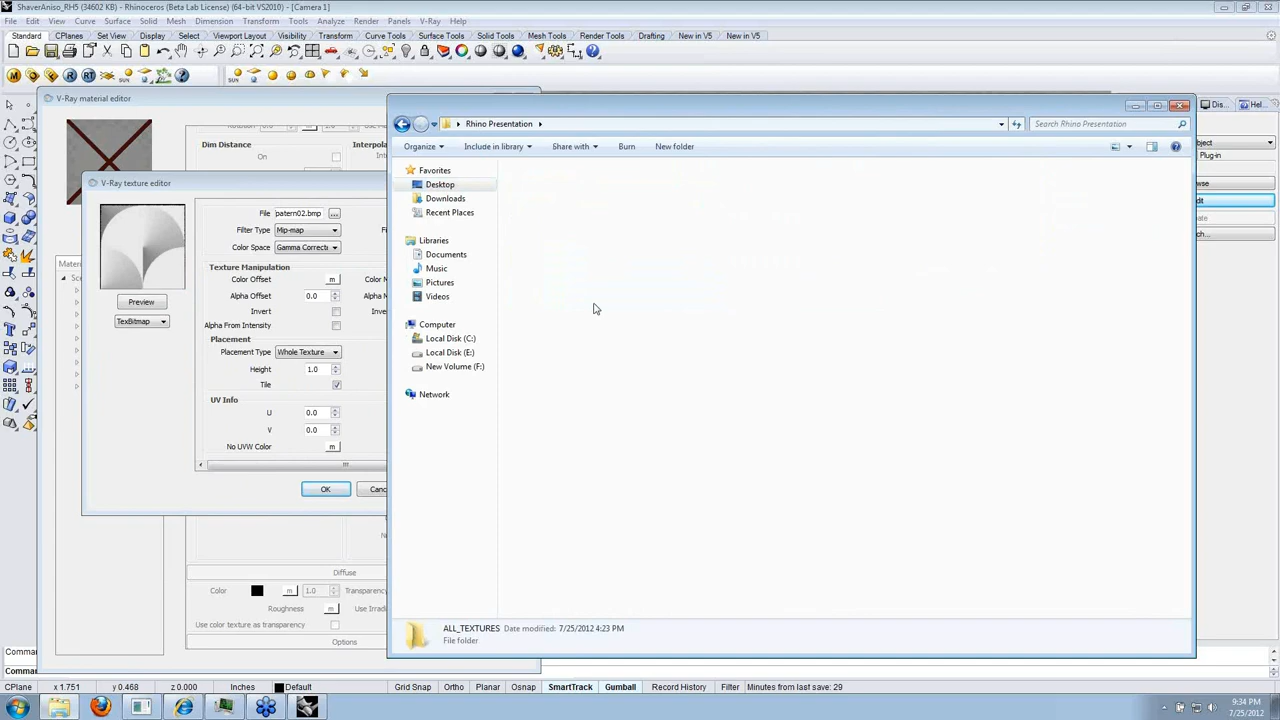 ShaverAniso_RH5 (34602 KB) - Rhinoceros (Beta Lab License) (64-bit VS2010) - [Camera 1]
File Edit View Curve Surface Solid Mesh Dimension Transform Tools Analyze Render Panels V-Ray Help
Standard CPlanes Set View Display Select Viewport Layout Visibility Transform Curve Tools Surface Tools Solid Tools Mesh Tools Render Tools Drafting New in V5 New in V5
V-Ray material editor
Dim Distance
On
V-Ray texture editor
File patern02.bmp ...
Filter Type Mip-map
Color Space
Texture Manipulation
Color Offset m
Alpha Offset 0.0
Invert
Alpha From Intensity
Placement
Placement Type Whole Texture
Height 1.0
Tile
UV Info
U 0.0
V 0.0
No UVW Color m
Preview
TexBitmap
OK
Diffuse
Color m 1.0
Roughness m
Use color texture as transparency
Options
Rhino Presentation
Search Rhino Presentation
Organize Include in library Share with Burn New folder
Favorites
Desktop
Downloads
Recent Places
Libraries
Documents
Music
Pictures
Videos
Computer
Local Disk (C:)
Local Disk (E:)
New Volume (F:)
Network
ALL_TEXTURES Date modified: 7/25/2012 4:23 PM
File folder
Plug-in
CPlane x 1.751 y 0.468 z 0.000 Inches Default Grid Snap Ortho Planar Osnap SmartTrack Gumball Record History Filter Minutes from last save: 29
9:34 PM
7/25/2012